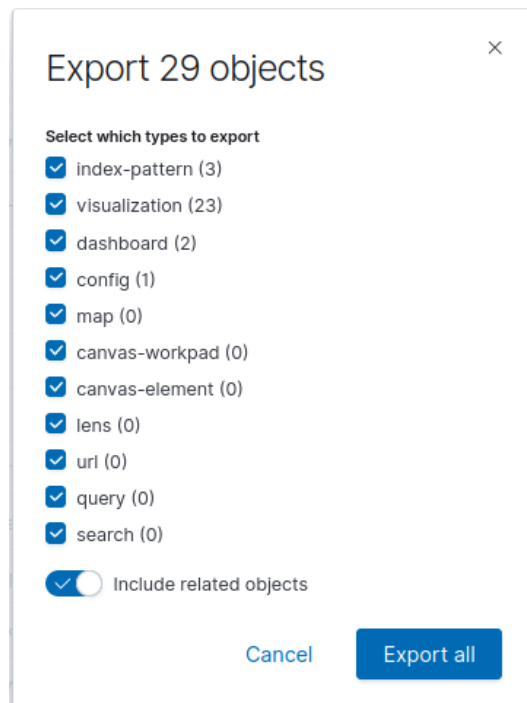 Export 29 objects
Select which types to export
index-pattern (3)
visualization (23)
dashboard (2)
config (1)
map (0)
canvas-workpad (0)
canvas-element (0)
lens (0)
url (0)
query (0)
search (0)
Include related objects
Cancel Export all